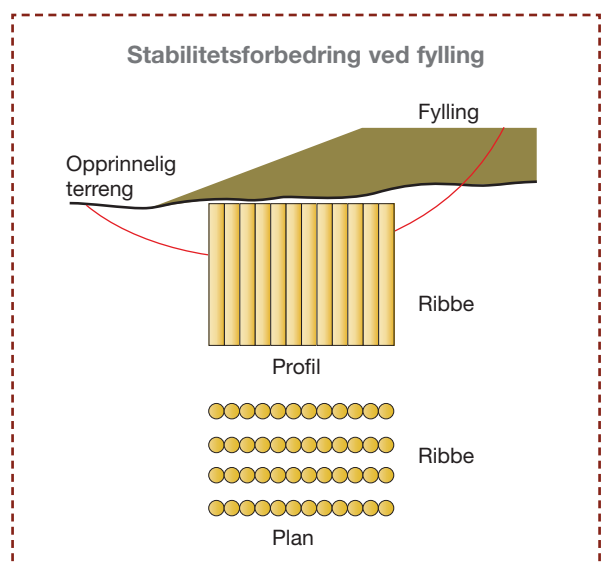 Stabilitetsforbedring ved fylling
Fylling
Opprinnelig
terreng
Ribbe
Profil
Ribbe
Plan